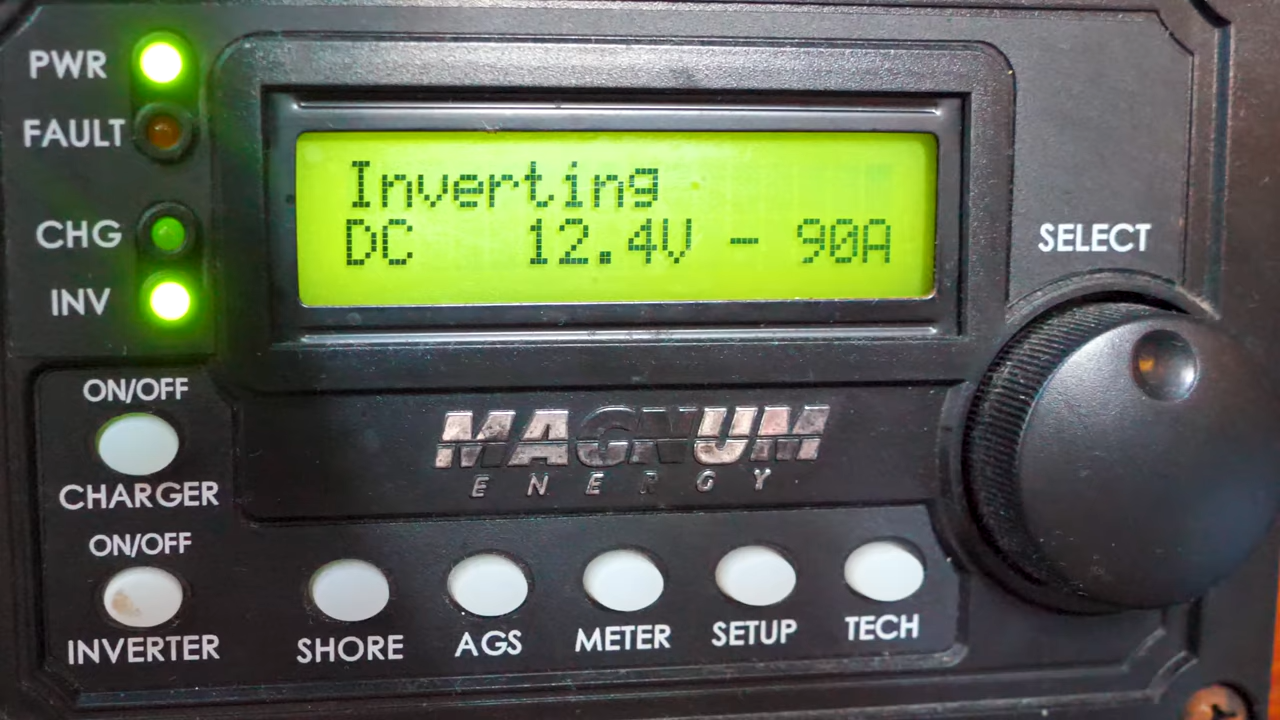 PWR
FAULT
CHG
INV
Inverting
DC 12.4V - 90A
SELECT
ON/OFF
CHARGER
ON/OFF
INVERTER
MAGNUM
ENERGY
SHORE
AGS
METER
SETUP
TECH